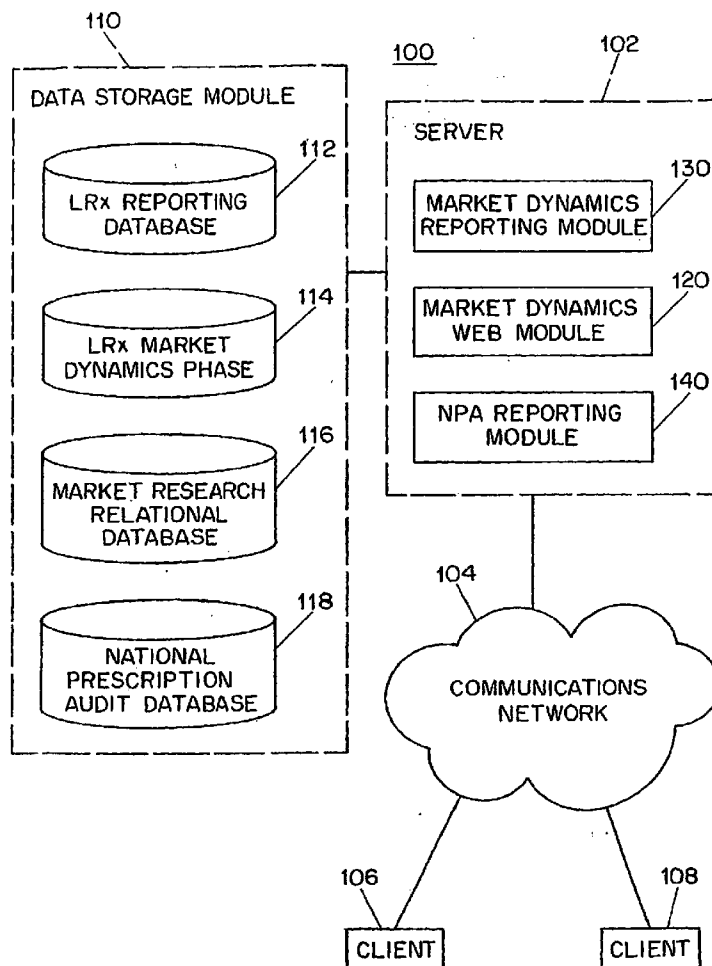 110
100
102
DATA STORAGE MODULE
112
LRx REPORTING
DATABASE
114
LRx MARKET
DYNAMICS PHASE
116
MARKET RESEARCH
RELATIONAL
DATABASE
118
NATIONAL
PRESCRIPTION
AUDIT DATABASE
SERVER
130
MARKET DYNAMICS
REPORTING MODULE
120
MARKET DYNAMICS
WEB MODULE
140
NPA REPORTING
MODULE
104
COMMUNICATIONS
NETWORK
106
CLIENT
108
CLIENT